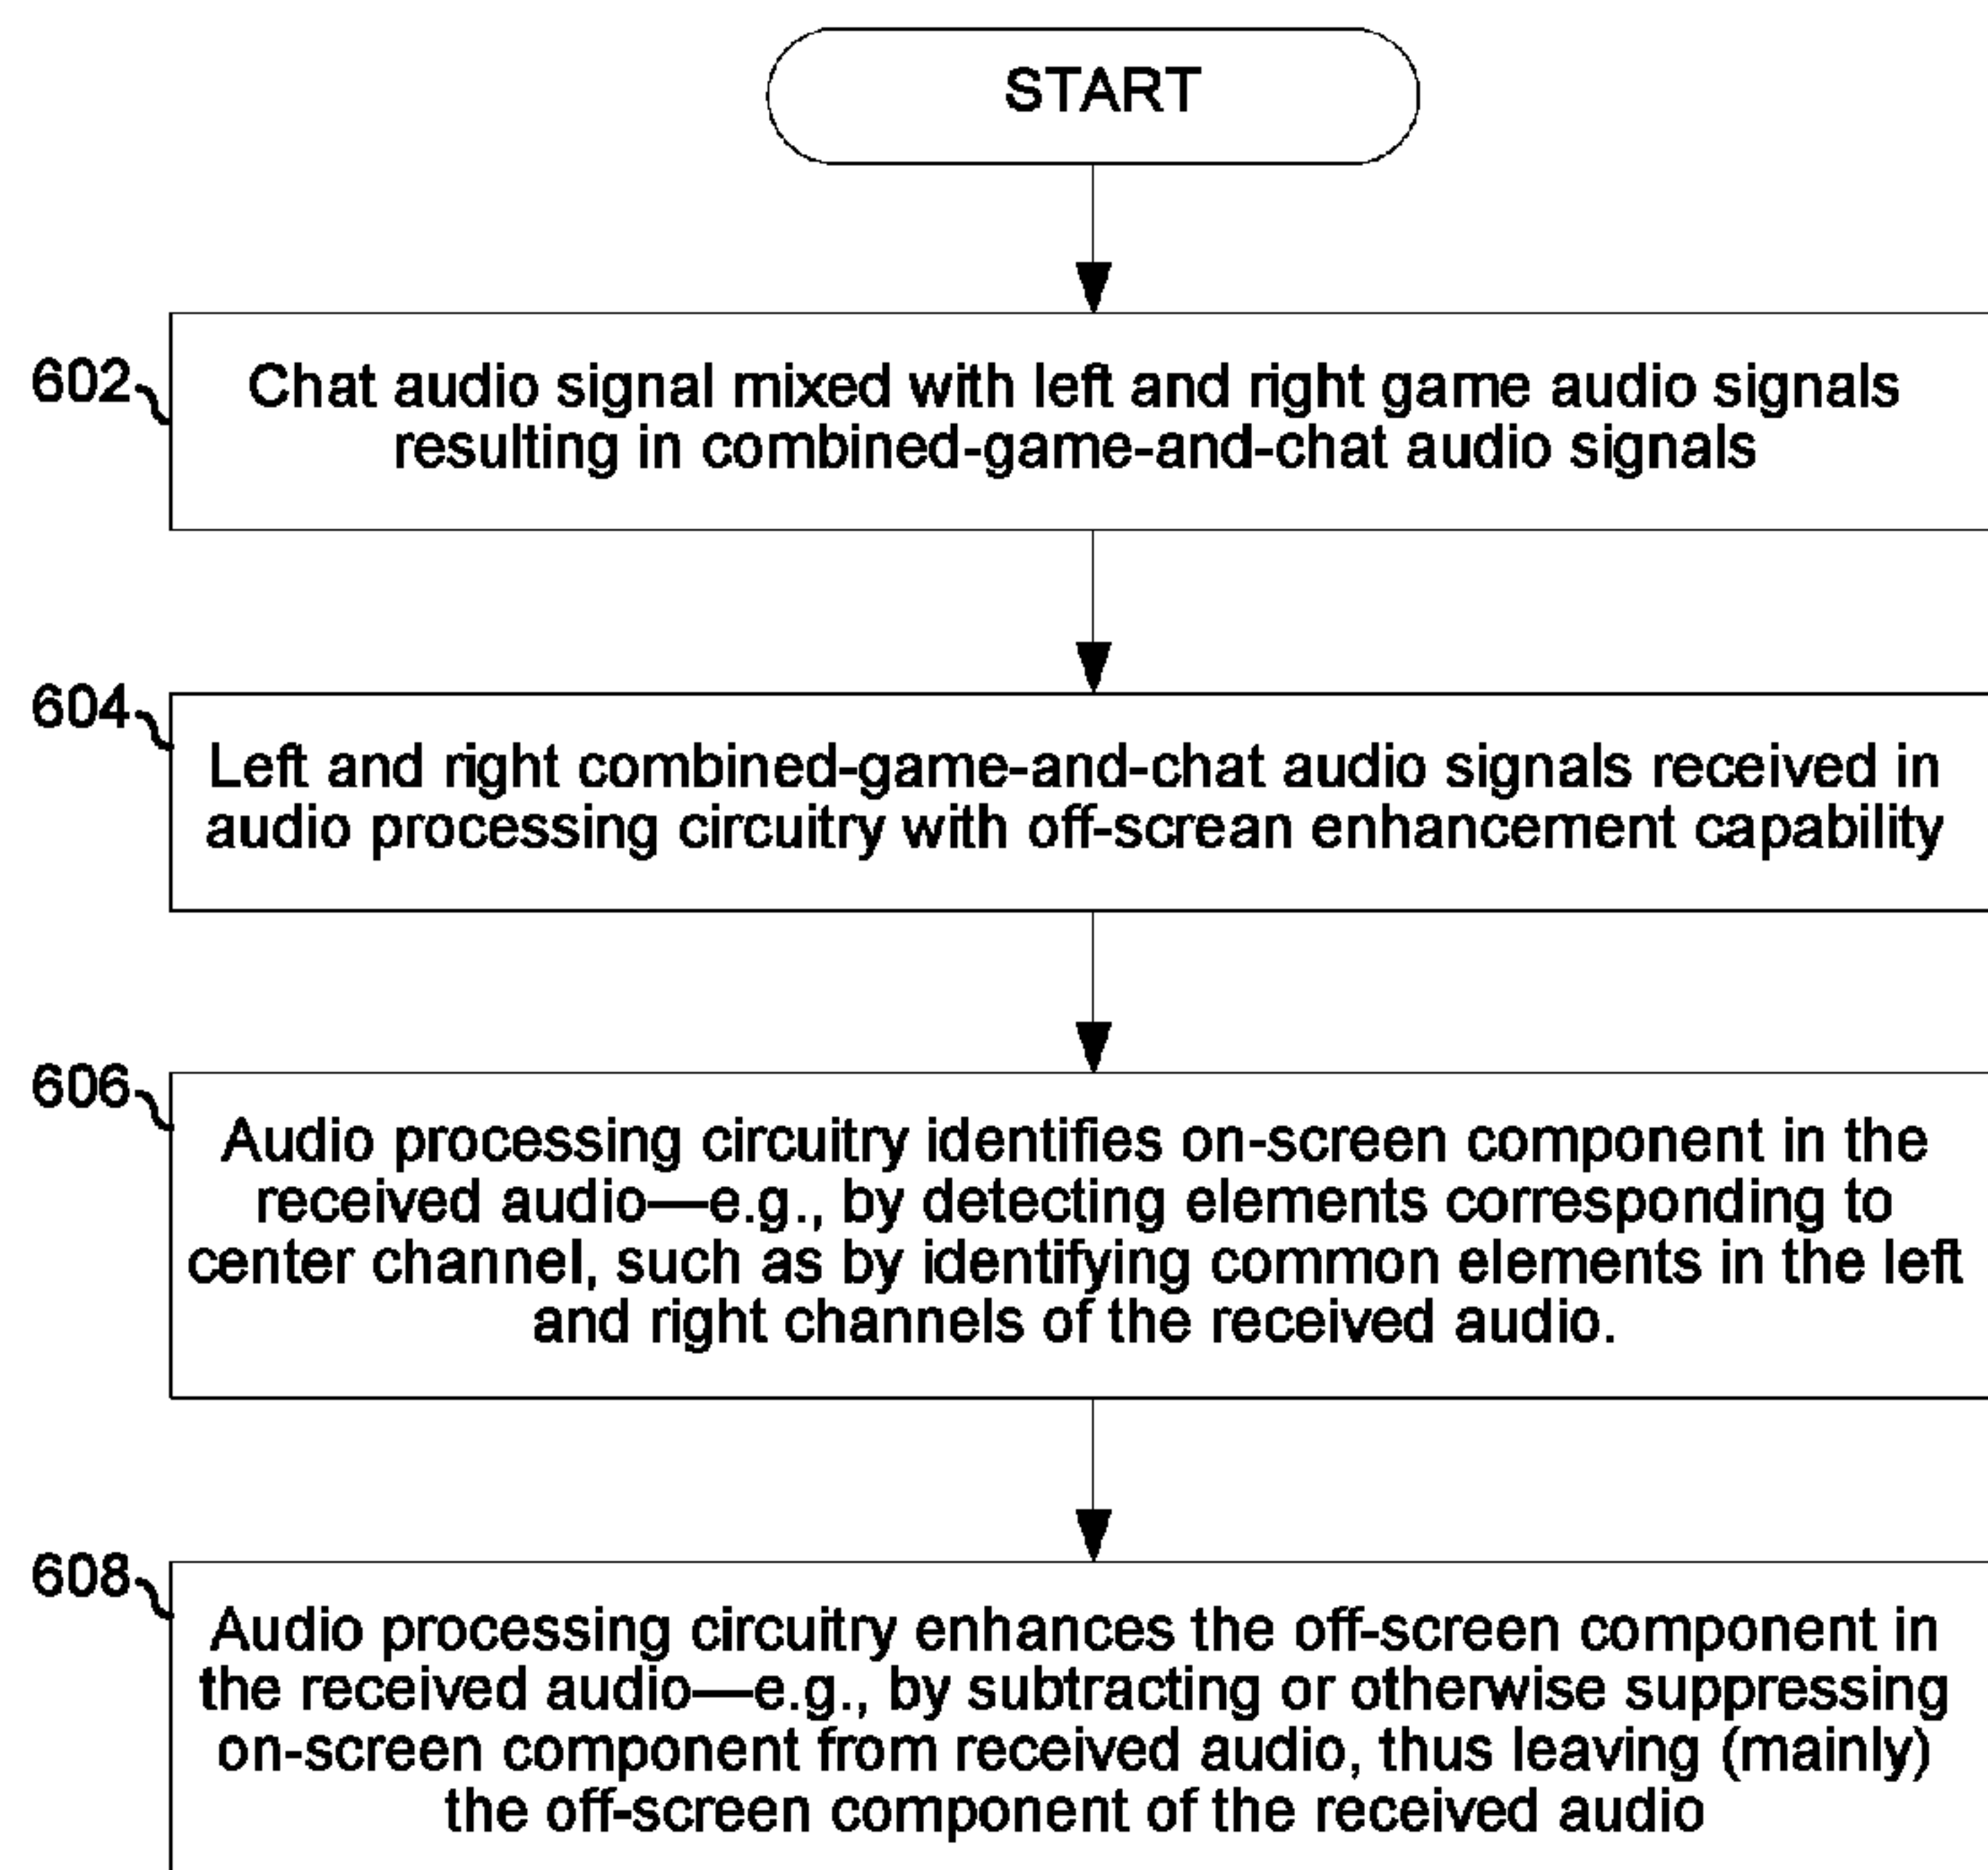 START
602
Chat audio signal mixed with left and right game audio signals
resulting in combined-game-and-chat audio signals
604
Left and right combined-game-and-chat audio signals received in
audio processing circuitry with off-screan enhancement capability
606
Audio processing circuitry identifies on-screen component in the
received audio—e.g., by detecting elements corresponding to
center channel, such as by identifying common elements in the left
and right channels of the received audio.
608
Audio processing circuitry enhances the off-screen component in
the received audio—e.g., by subtracting or otherwise suppressing
on-screen component from received audio, thus leaving (mainly)
the off-screen component of the received audio